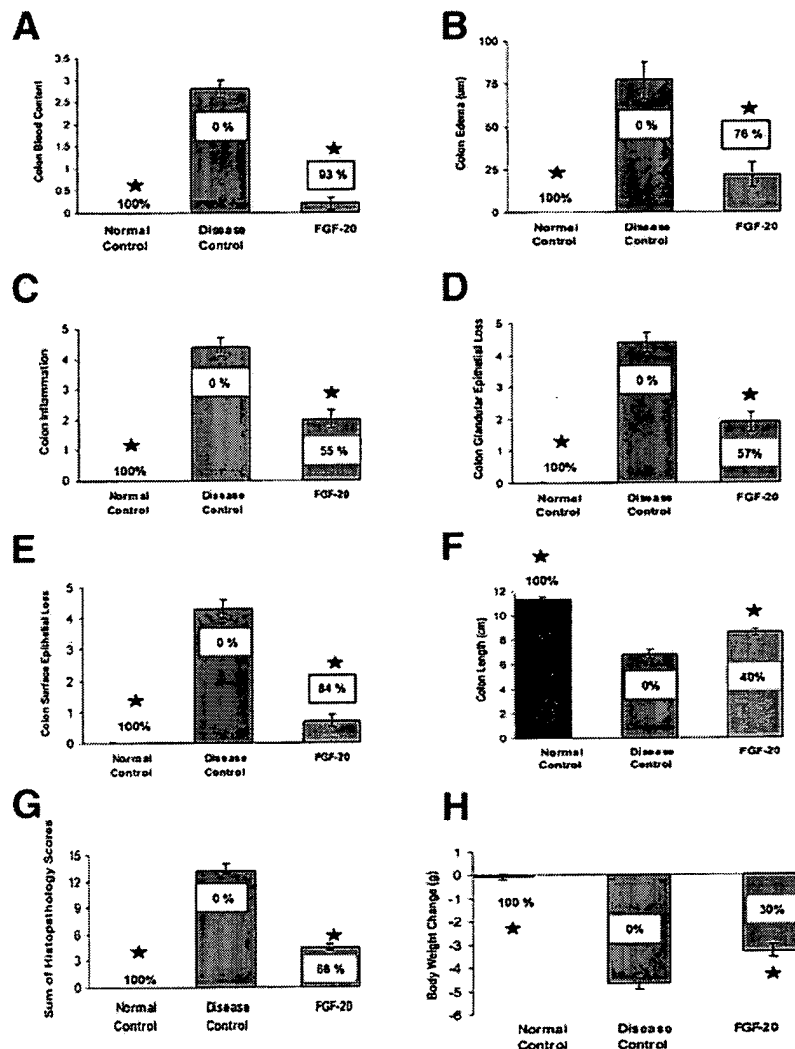 A
Colon Blood Content
3.5
3
2.5
2
1.5
1
0.5
0
100%
0 %
93 %
Normal Control
Disease Control
FGF-20
B
Colon Edema (µm)
100
75
50
25
0
100%
0 %
76 %
Normal Control
Disease Control
FGF-20
C
Colon Inflammation
5
4
3
2
1
0
100%
0 %
55 %
Normal Control
Disease Control
FGF-20
D
Colon Glandular Epithelial Loss
5
4
3
2
1
0
100%
0 %
57%
Normal Control
Disease Control
FGF-20
E
Colon Surface Epithelial Loss
5
4
3
2
1
0
100%
0 %
84 %
Normal Control
Disease Control
FGF-20
F
Colon Length (cm)
12
10
8
6
4
2
0
100%
0%
40%
Normal Control
Disease Control
FGF-20
G
Sum of Histopathology Scores
15
12
9
6
3
0
100%
0 %
68 %
Normal Control
Disease Control
FGF-20
H
Body Weight Change (g)
1
0
-1
-2
-3
-4
-5
-6
100 %
0%
30%
Normal Control
Disease Control
FGF-20